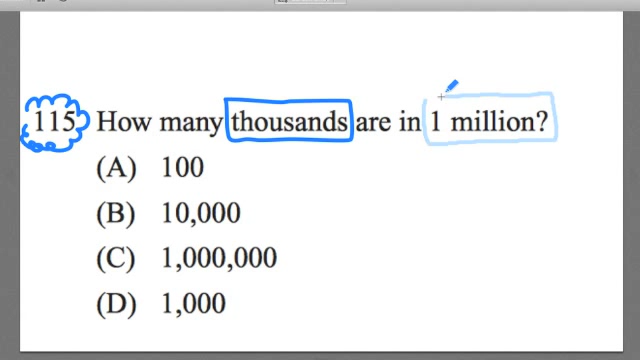 115 How many thousands are in 1 million?
(A) 100
(B) 10,000
(C) 1,000,000
(D) 1,000